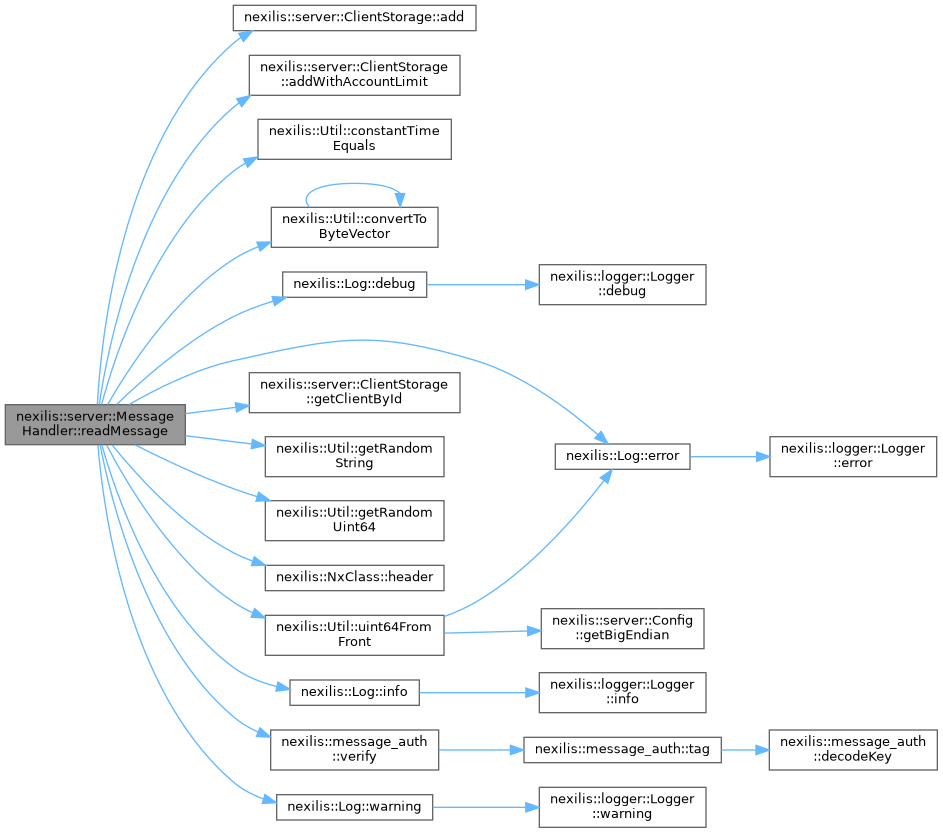 nexilis::server::ClientStorage::add
nexilis::server::ClientStorage
::addWithAccountLimit
nexilis::Util::constantTime
Equals
nexilis::Util::convertTo
ByteVector
nexilis::Log::debug
nexilis::logger::Logger
::debug
nexilis::server::ClientStorage
::getClientById
nexilis::server::Message
Handler::readMessage
nexilis::Util::getRandom
String
nexilis::Log::error
nexilis::logger::Logger
::error
nexilis::Util::getRandom
Uint64
nexilis::NxClass::header
nexilis::Util::uint64From
Front
nexilis::server::Config
::getBigEndian
nexilis::Log::info
nexilis::logger::Logger
::info
nexilis::message_auth
::verify
nexilis::message_auth::tag
nexilis::message_auth
::decodeKey
nexilis::Log::warning
nexilis::logger::Logger
::warning